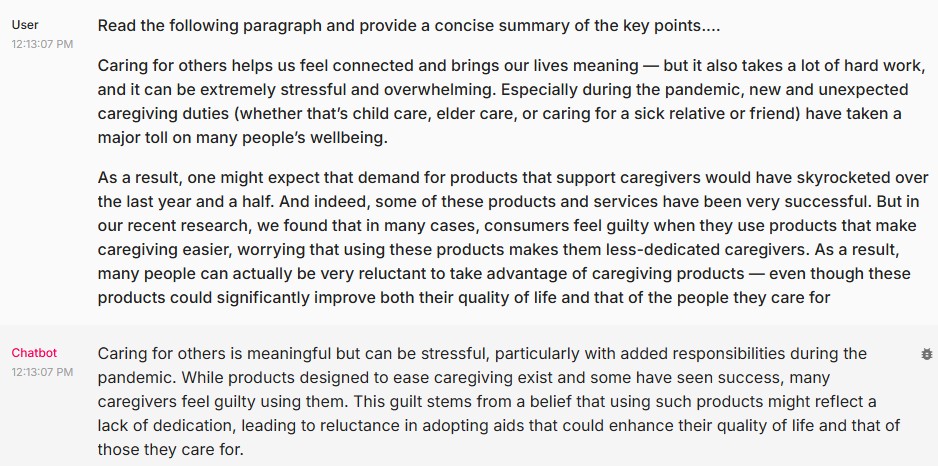 User
12:13:07 PM
Read the following paragraph and provide a concise summary of the key points....
Caring for others helps us feel connected and brings our lives meaning — but it also takes a lot of hard work,
and it can be extremely stressful and overwhelming. Especially during the pandemic, new and unexpected
caregiving duties (whether that’s child care, elder care, or caring for a sick relative or friend) have taken a
major toll on many people’s wellbeing.
As a result, one might expect that demand for products that support caregivers would have skyrocketed over
the last year and a half. And indeed, some of these products and services have been very successful. But in
our recent research, we found that in many cases, consumers feel guilty when they use products that make
caregiving easier, worrying that using these products makes them less-dedicated caregivers. As a result,
many people can actually be very reluctant to take advantage of caregiving products — even though these
products could significantly improve both their quality of life and that of the people they care for
Chatbot
12:13:07 PM
Caring for others is meaningful but can be stressful, particularly with added responsibilities during the
pandemic. While products designed to ease caregiving exist and some have seen success, many
caregivers feel guilty using them. This guilt stems from a belief that using such products might reflect a
lack of dedication, leading to reluctance in adopting aids that could enhance their quality of life and that of
those they care for.